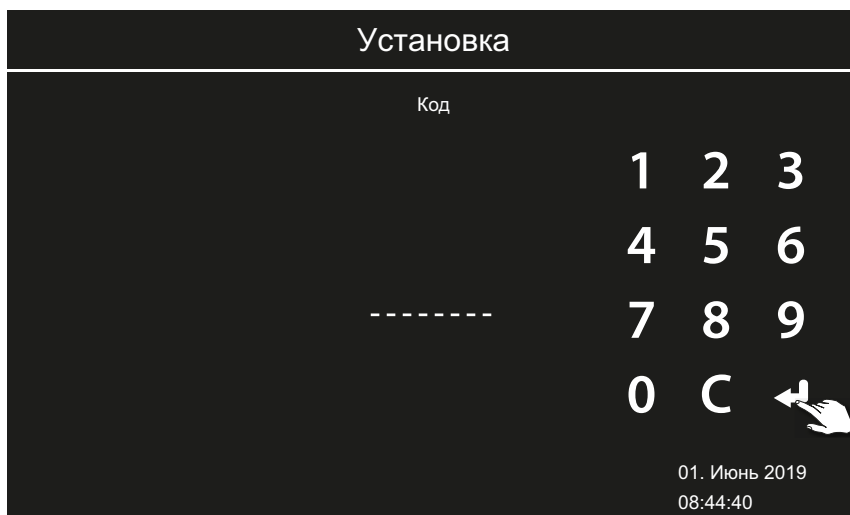 Установка
Код
1 2 3
4 5 6
-------- 7 8 9
0 C
01. Июнь 2019
08:44:40